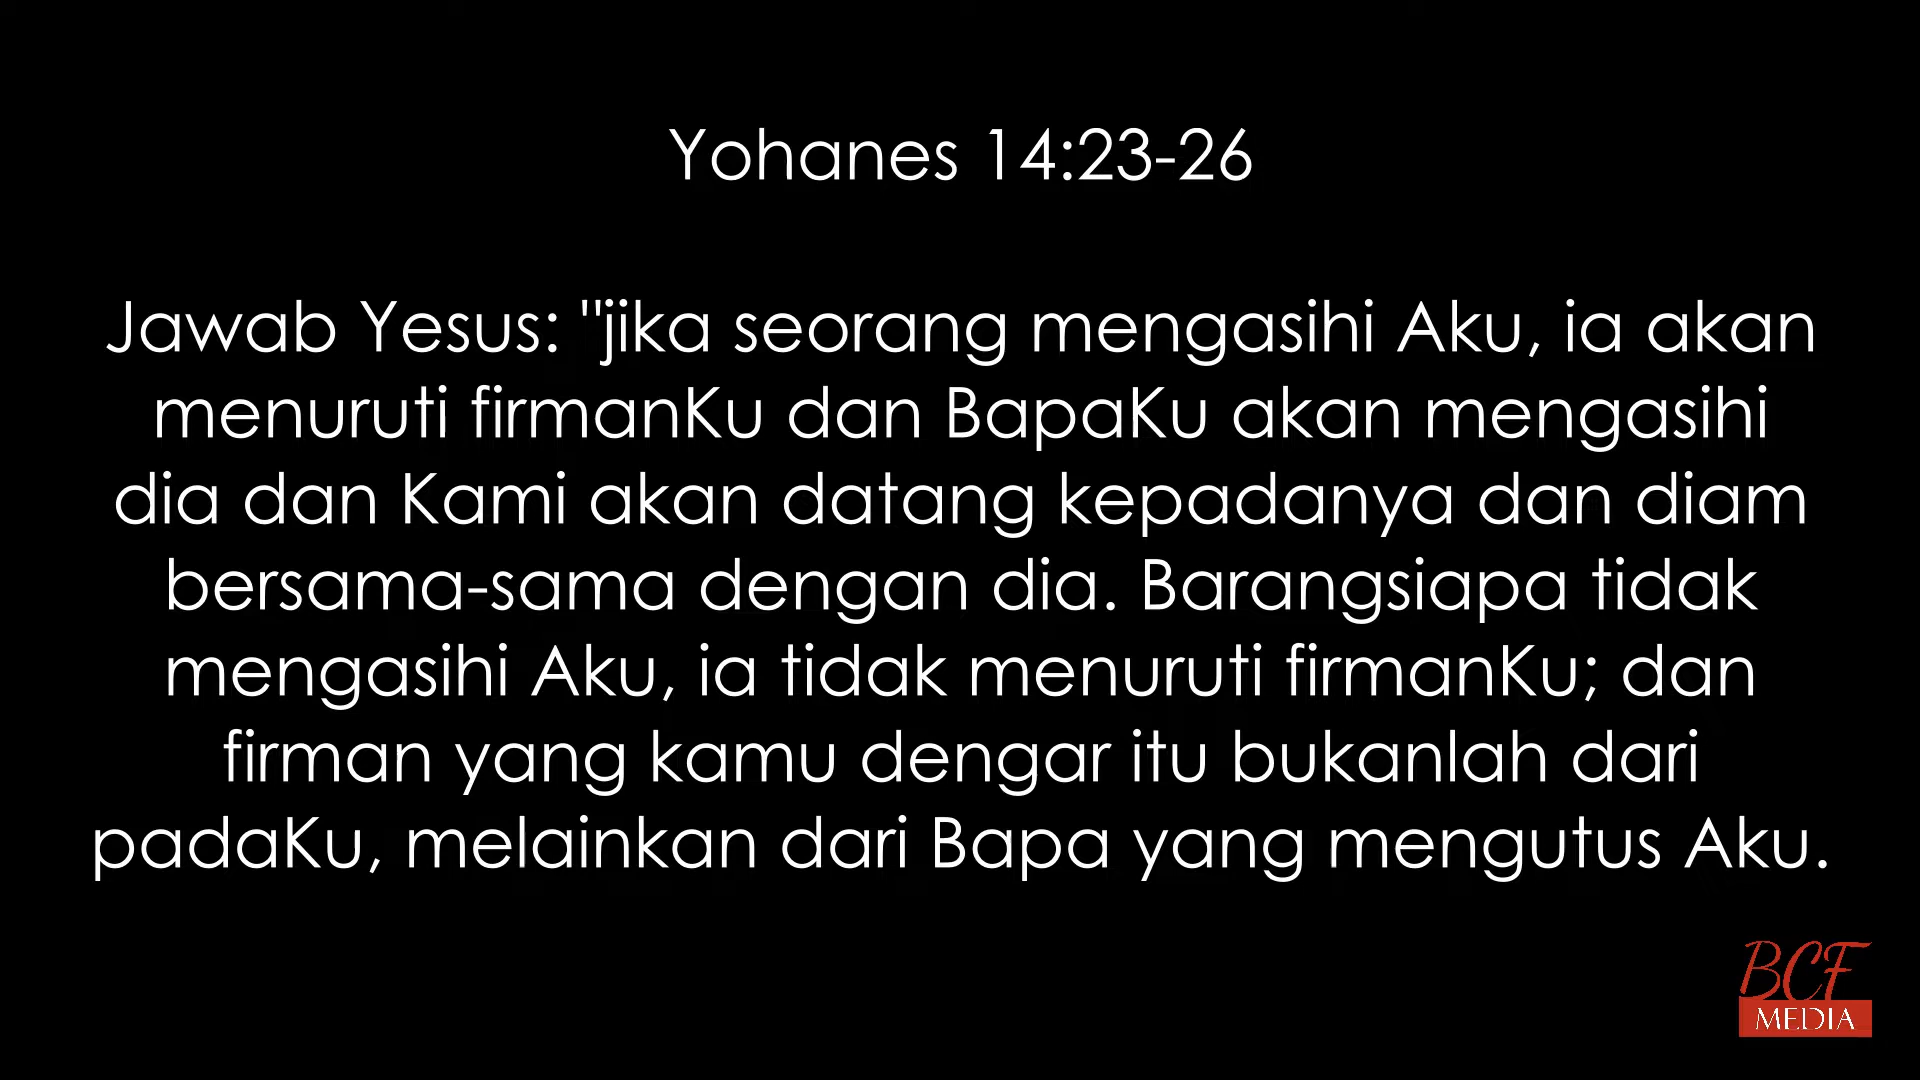 Yohanes 14:23-26
Jawab Yesus: "jika seorang mengasihi Aku, ia akan
menuruti firmanKu dan BapaKu akan mengasihi
dia dan Kami akan datang kepadanya dan diam
bersama-sama dengan dia. Barangsiapa tidak
mengasihi Aku, ia tidak menuruti firmanKu; dan
firman yang kamu dengar itu bukanlah dari
padaKu, melainkan dari Bapa yang mengutus Aku.
BCF
MEDIA